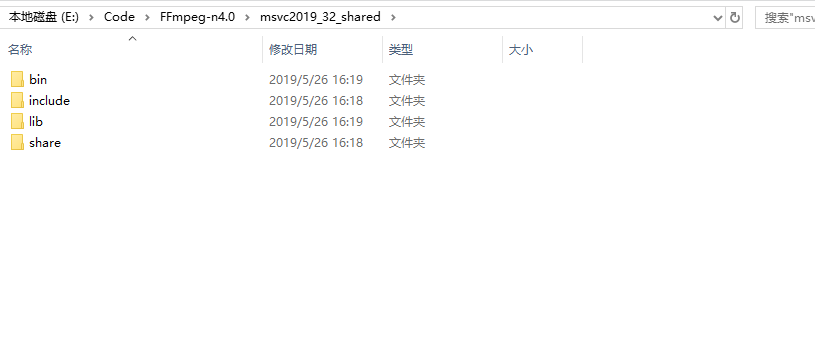 本地磁盘 (E:) > Code > FFmpeg-n4.0 > msvc2019_32_shared > 搜索"msv
名称 修改日期 类型 大小
bin 2019/5/26 16:19 文件夹
include 2019/5/26 16:18 文件夹
lib 2019/5/26 16:19 文件夹
share 2019/5/26 16:18 文件夹